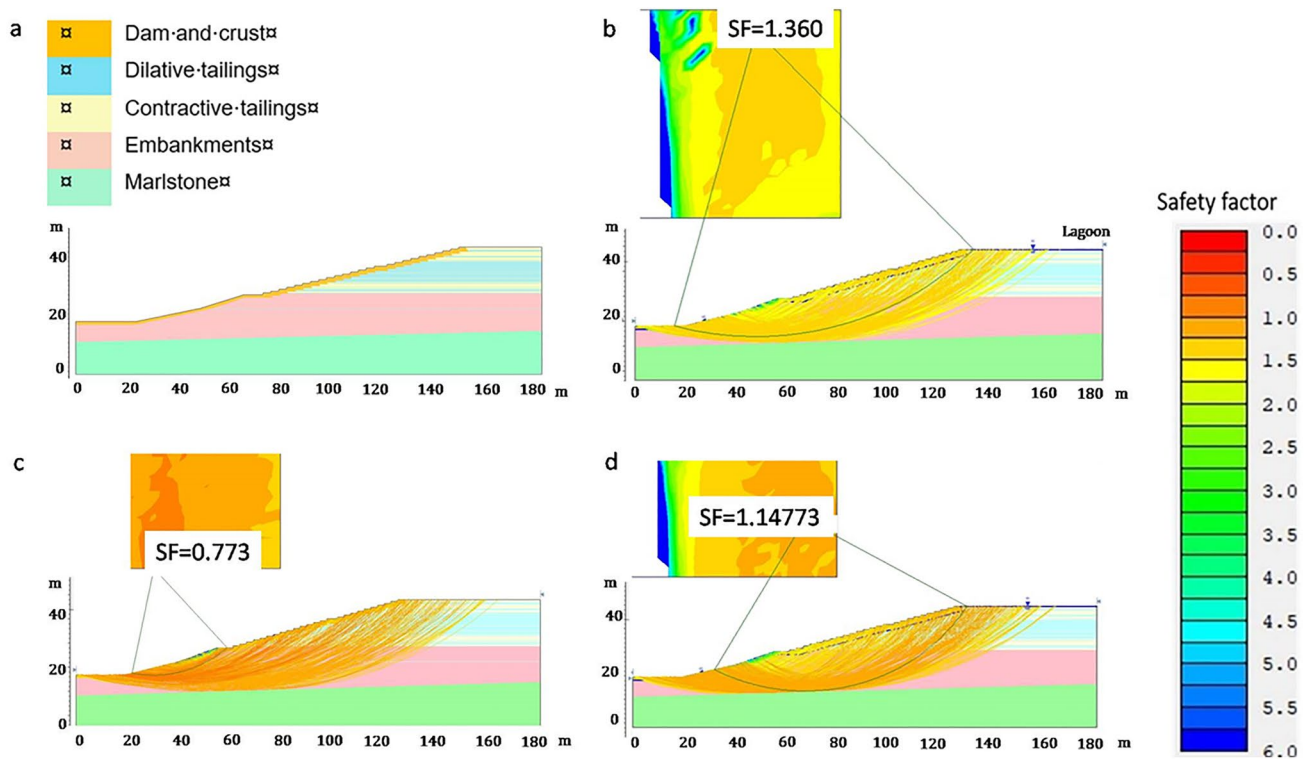 a
¤ Dam·and·crust¤
¤ Dilative·tailings¤
¤ Contractive·tailings¤
¤ Embankments¤
¤ Marlstone¤
m
40
20
0
0 20 40 60 80 100 120 140 160 180 m
b
SF=1.360
m
Lagoon
40
20
0
0 20 40 60 80 100 120 140 160 180 m
c
SF=0.773
m
40
20
0
0 20 40 60 80 100 120 140 160 180 m
d
SF=1.14773
m
40
20
0
0 20 40 60 80 100 120 140 160 180 m
Safety factor
0.0
0.5
1.0
1.5
2.0
2.5
3.0
3.5
4.0
4.5
5.0
5.5
6.0